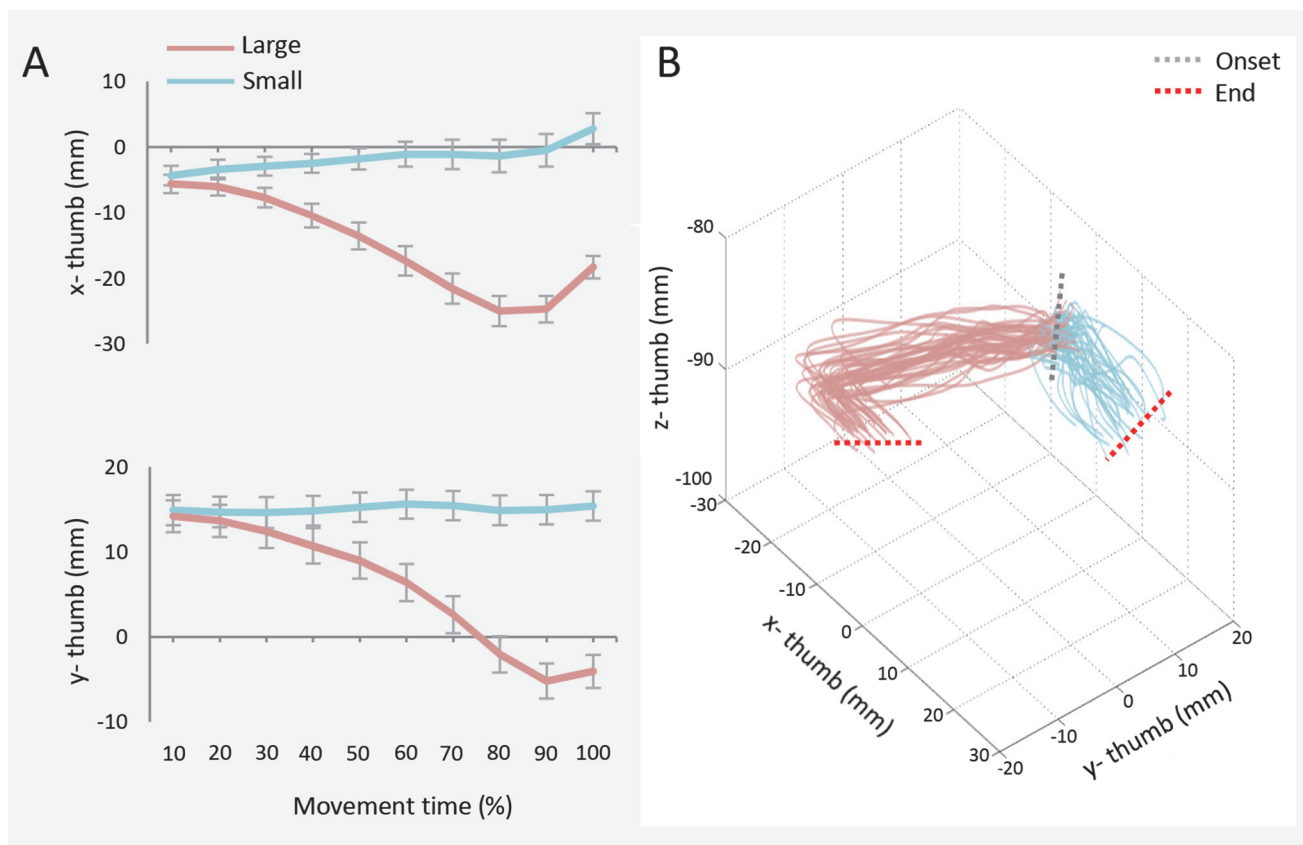 A
Large
Small
10
0
-10
-20
-30
x- thumb (mm)
20
10
0
-10
y- thumb (mm)
10 20 30 40 50 60 70 80 90 100
Movement time (%)
B
Onset
End
-80
-90
-100
z- thumb (mm)
-30
-20
-10
0
10
20
30
x- thumb (mm)
-20
-10
0
10
20
y- thumb (mm)